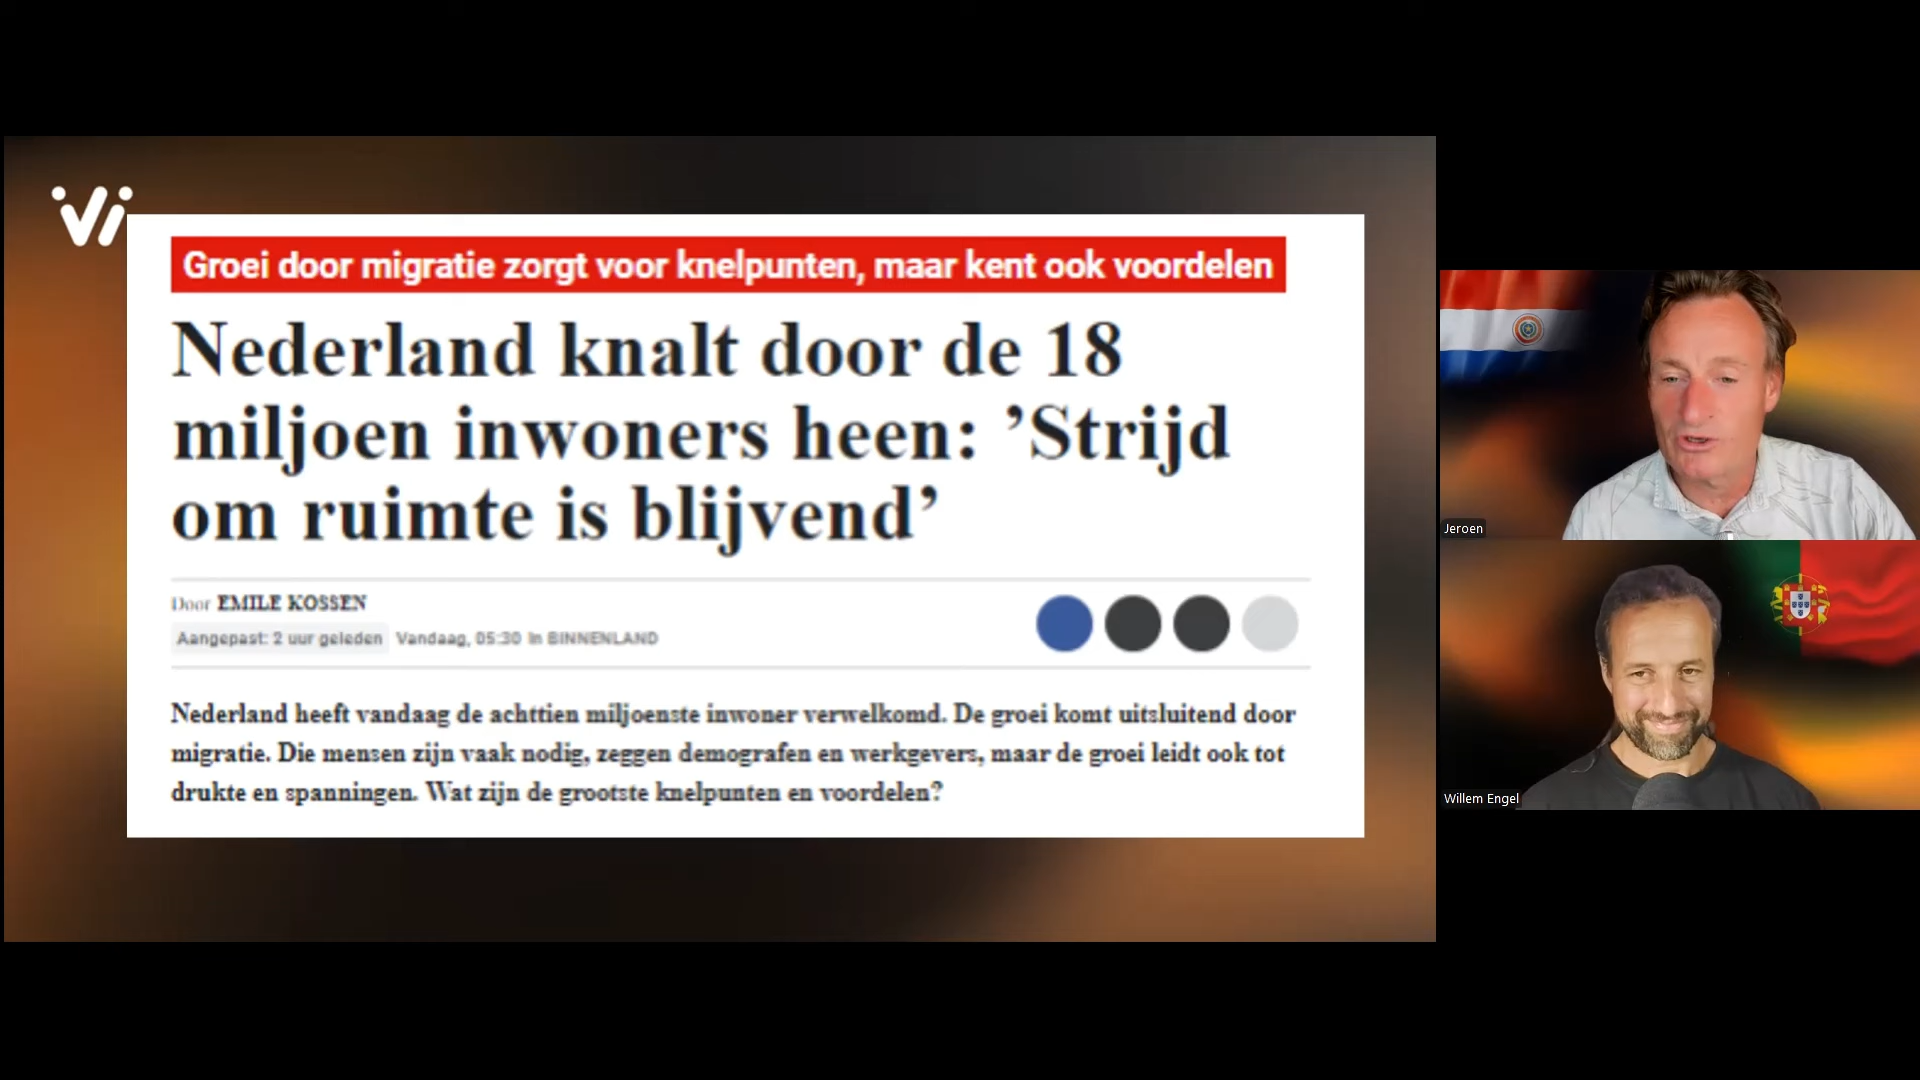 Vi
Groei door migratie zorgt voor knelpunten, maar kent ook voordelen
Nederland knalt door de 18
miljoen inwoners heen: ’Strijd
om ruimte is blijvend’
Door EMILE KOSSEN
Aangepast: 2 uur geleden Vandaag, 05:30 in BINNENLAND
Nederland heeft vandaag de achttien miljoenste inwoner verwelkomd. De groei komt uitsluitend door
migratie. Die mensen zijn vaak nodig, zeggen demografen en werkgevers, maar de groei leidt ook tot
drukte en spanningen. Wat zijn de grootste knelpunten en voordelen?
Jeroen
Willem Engel